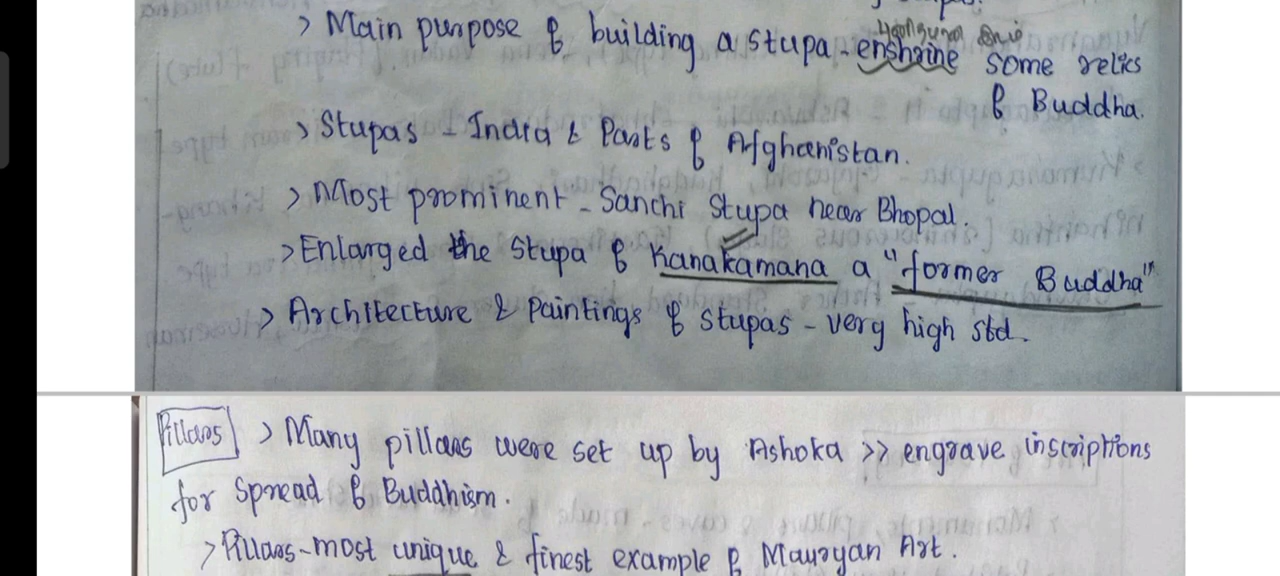 > Main purpose of building a stupa - enshrine some relics
of Buddha.
> Stupas - India & Parts of Afghanistan.
> Most prominent - Sanchi Stupa near Bhopal.
> Enlarged the Stupa of Kanakamana a "former Buddha"
> Architecture & Paintings of stupas - very high std.
Pillars > Many pillars were set up by Ashoka >> engrave inscriptions
for Spread of Buddhism.
> Pillars - most unique & finest example of Mauryan Art.